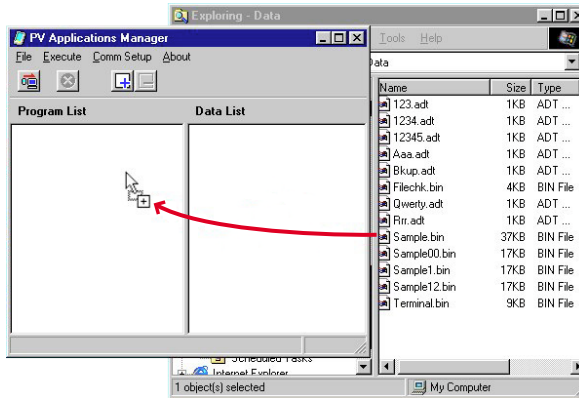 Exploring - Data
PV Applications Manager
Tools Help
File Execute Comm Setup About
Data
Name Size Type
Program List Data List
123.adt 1KB ADT ...
1234.adt 1KB ADT ...
12345.adt 1KB ADT ...
Aaa.adt 1KB ADT ...
Bkup.adt 1KB ADT ...
Filechk.bin 4KB BIN File
Qwerty.adt 1KB ADT ...
Rrr.adt 1KB ADT ...
Sample.bin 37KB BIN File
Sample00.bin 17KB BIN File
Sample1.bin 17KB BIN File
Sample12.bin 17KB BIN File
Terminal.bin 9KB BIN File
Scheduled Tasks
Internet Explorer
1 object(s) selected My Computer